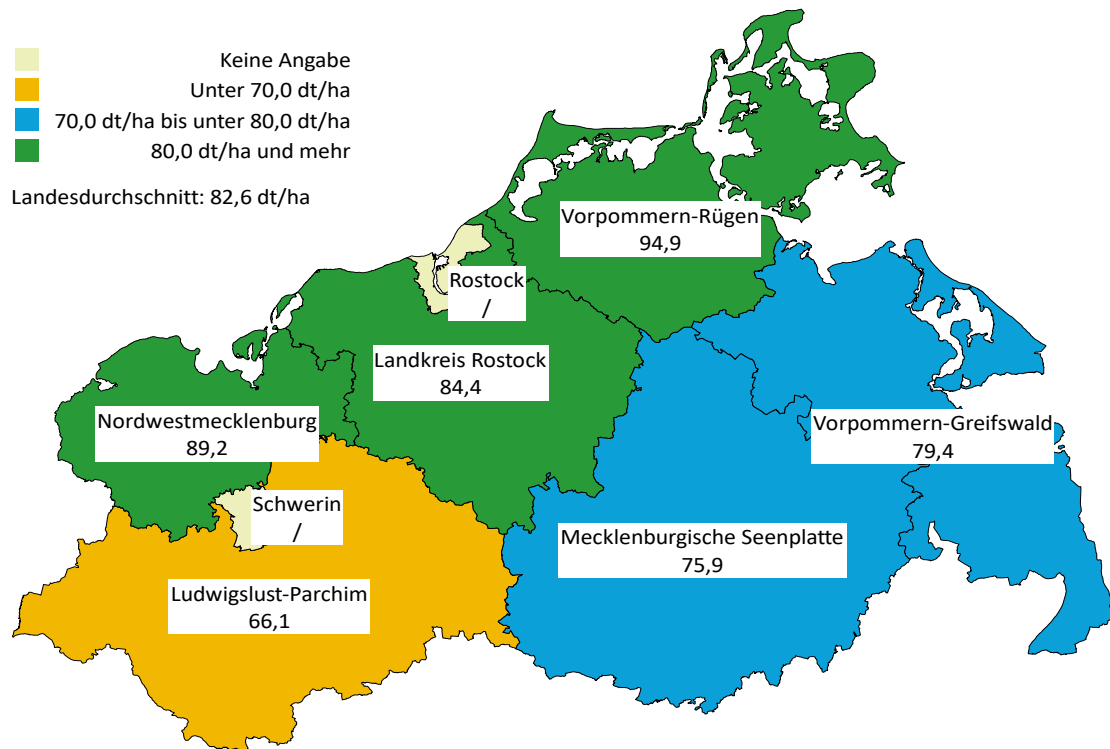 Keine Angabe
Unter 70,0 dt/ha
70,0 dt/ha bis unter 80,0 dt/ha
80,0 dt/ha und mehr
Landesdurchschnitt: 82,6 dt/ha
Vorpommern-Rügen
94,9
Rostock
/
Landkreis Rostock
84,4
Nordwestmecklenburg
89,2
Vorpommern-Greifswald
79,4
Schwerin
/
Mecklenburgische Seenplatte
75,9
Ludwigslust-Parchim
66,1